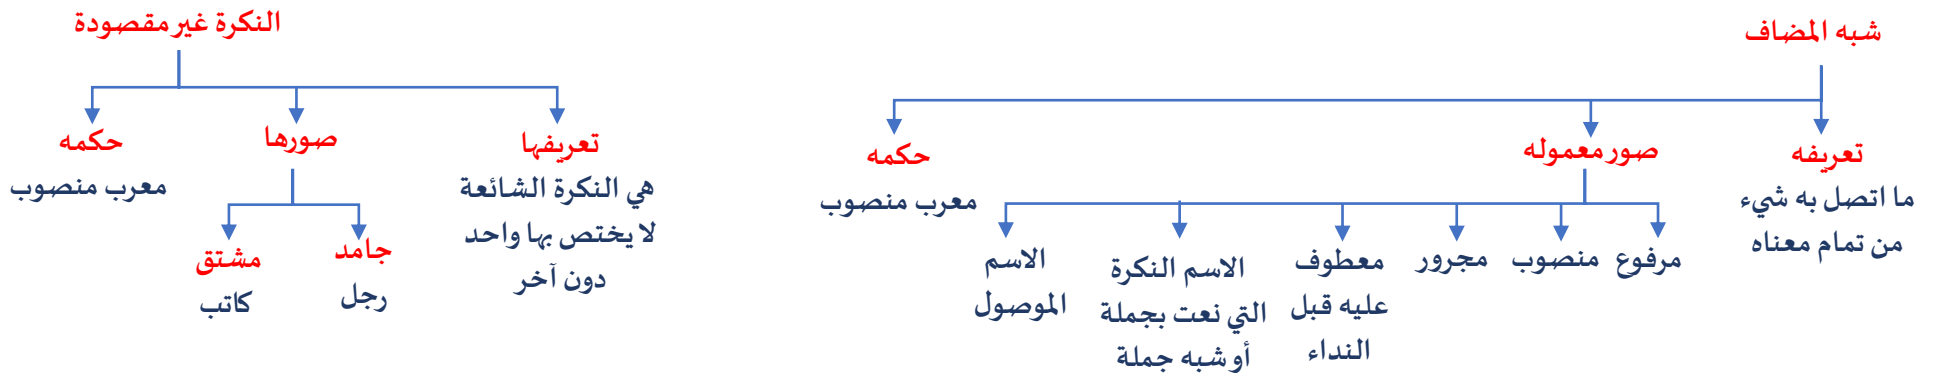 شبه المضاف
تعريفه
ما اتصل به شيء
من تمام معناه
صور معموله
مرفوع
منصوب
مجرور
معطوف
عليه قبل
النداء
الاسم النكرة
التي نعت بجملة
أو شبه جملة
الاسم
الموصول
حكمه
معرب منصوب
النكرة غير مقصودة
تعريفها
هي النكرة الشائعة
لا يختص بها واحد
دون آخر
صورها
جامد
رجل
مشتق
كاتب
حكمه
معرب منصوب